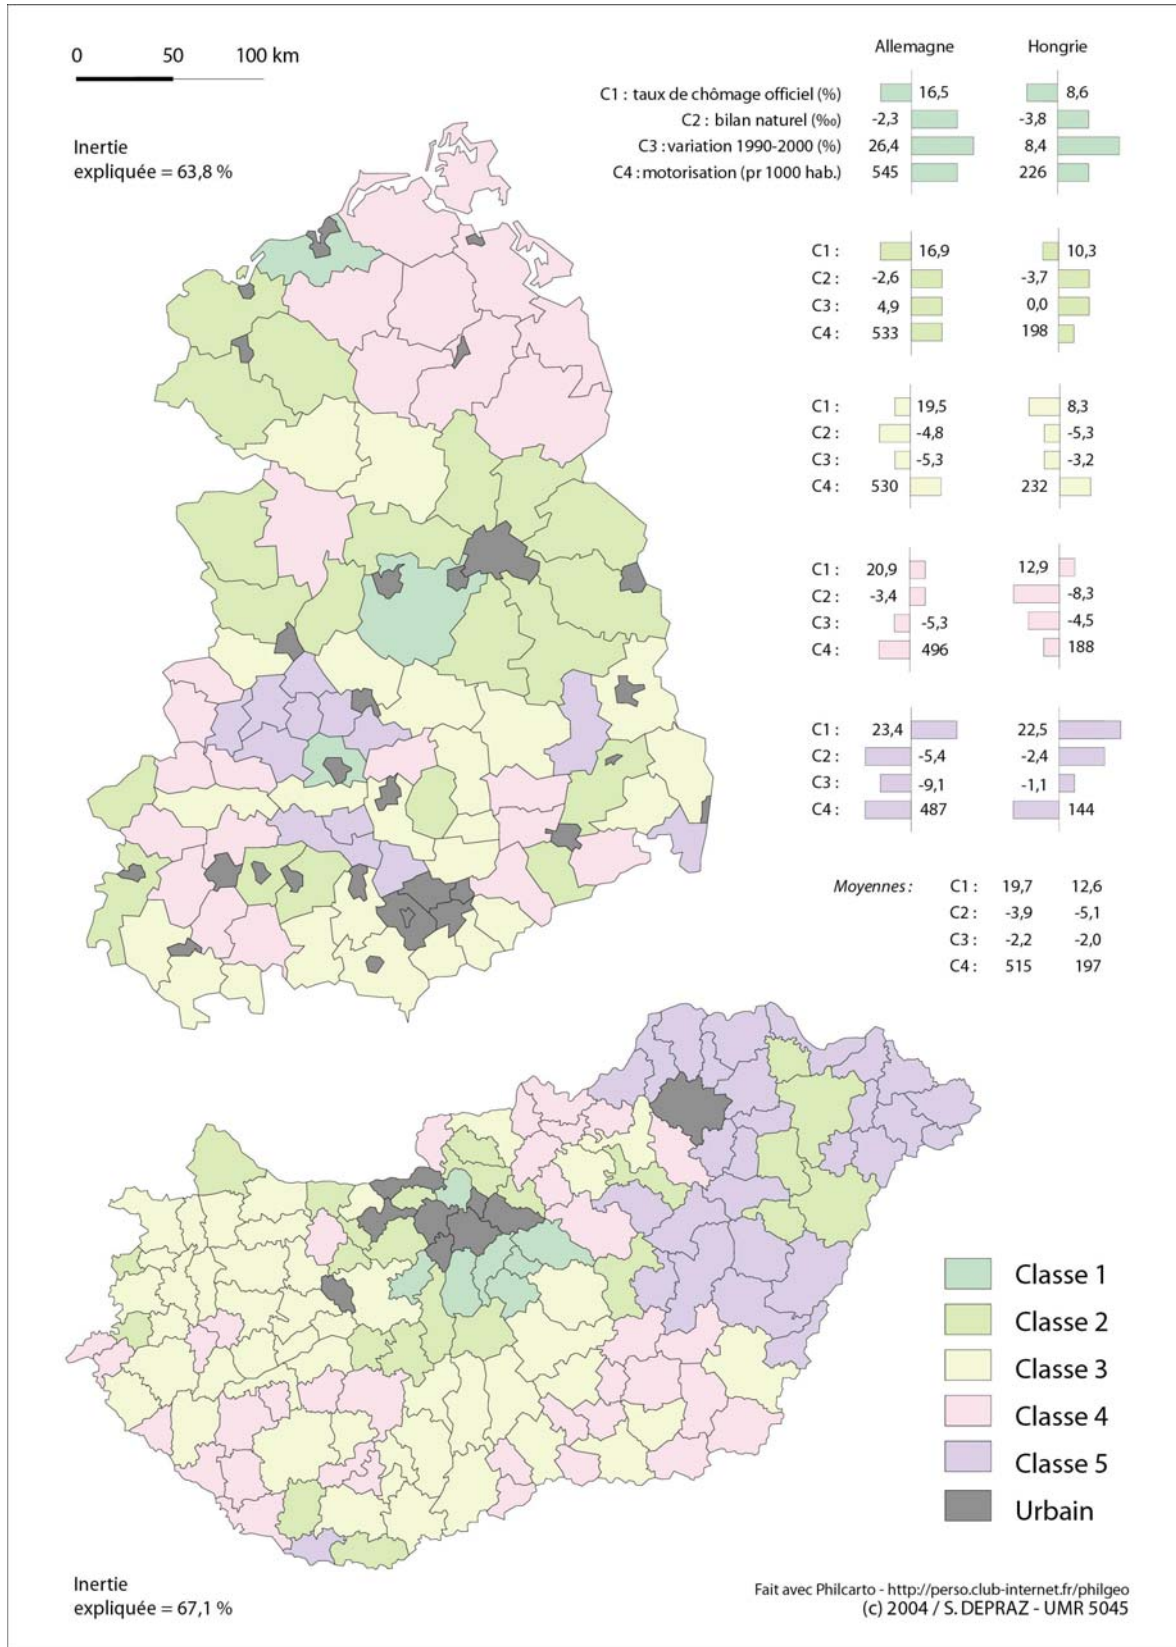 0 50 100 km
Inertie
expliquée = 63,8 %
Allemagne Hongrie
C1 : taux de chômage officiel (%) 16,5 8,6
C2 : bilan naturel (‰) -2,3 -3,8
C3 : variation 1990-2000 (%) 26,4 8,4
C4 : motorisation (pr 1000 hab.) 545 226
C1 : 16,9 10,3
C2 : -2,6 -3,7
C3 : 4,9 0,0
C4 : 533 198
C1 : 19,5 8,3
C2 : -4,8 -5,3
C3 : -5,3 -3,2
C4 : 530 232
C1 : 20,9 12,9
C2 : -3,4 -8,3
C3 : -5,3 -4,5
C4 : 496 188
C1 : 23,4 22,5
C2 : -5,4 -2,4
C3 : -9,1 -1,1
C4 : 487 144
Moyennes : C1 : 19,7 12,6
C2 : -3,9 -5,1
C3 : -2,2 -2,0
C4 : 515 197
Classe 1
Classe 2
Classe 3
Classe 4
Classe 5
Urbain
Inertie
expliquée = 67,1 %
Fait avec Philcarto - http://perso.club-internet.fr/philgeo
(c) 2004 / S. DEPRAZ - UMR 5045